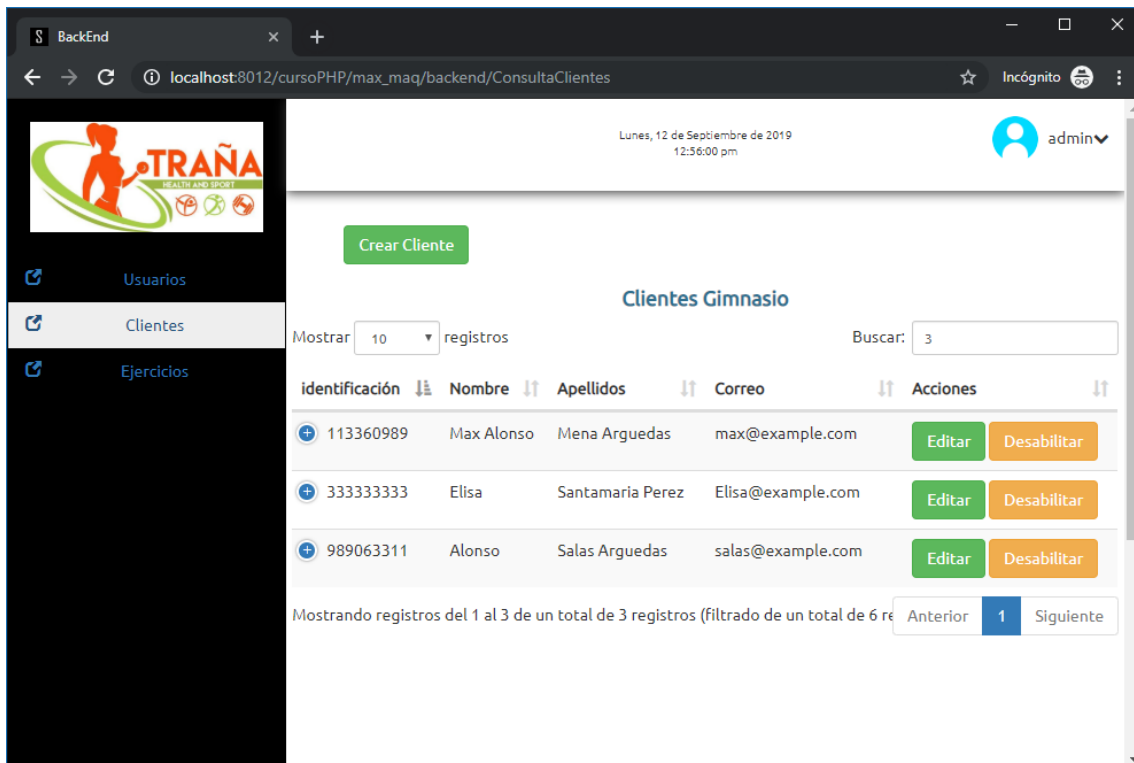 BackEnd
localhost:8012/cursoPHP/max_maq/backend/ConsultaClientes
Incógnito
TRAÑA
HEALTH AND SPORT
Lunes, 12 de Septiembre de 2019
12:56:00 pm
admin
Usuarios
Clientes
Ejercicios
Crear Cliente
Clientes Gimnasio
Mostrar 10 registros Buscar: 3
identificación Nombre Apellidos Correo Acciones
113360989 Max Alonso Mena Arguedas max@example.com Editar Desabilitar
333333333 Elisa Santamaria Perez Elisa@example.com Editar Desabilitar
989063311 Alonso Salas Arguedas salas@example.com Editar Desabilitar
Mostrando registros del 1 al 3 de un total de 3 registros (filtrado de un total de 6 re Anterior 1 Siguiente